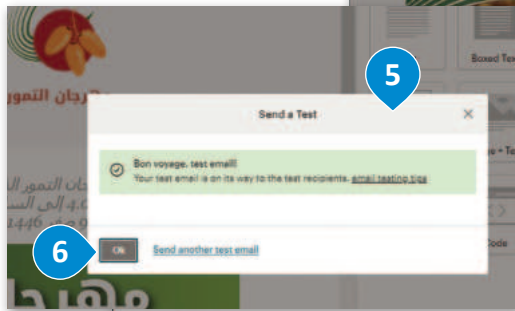 Boxed Tex
مهرجان التمور
5
Send a Test
Bon voyage, test email!
Your test email is on its way to the test recipients. email testing tips
1446
Code
6
Ok
Send another test email